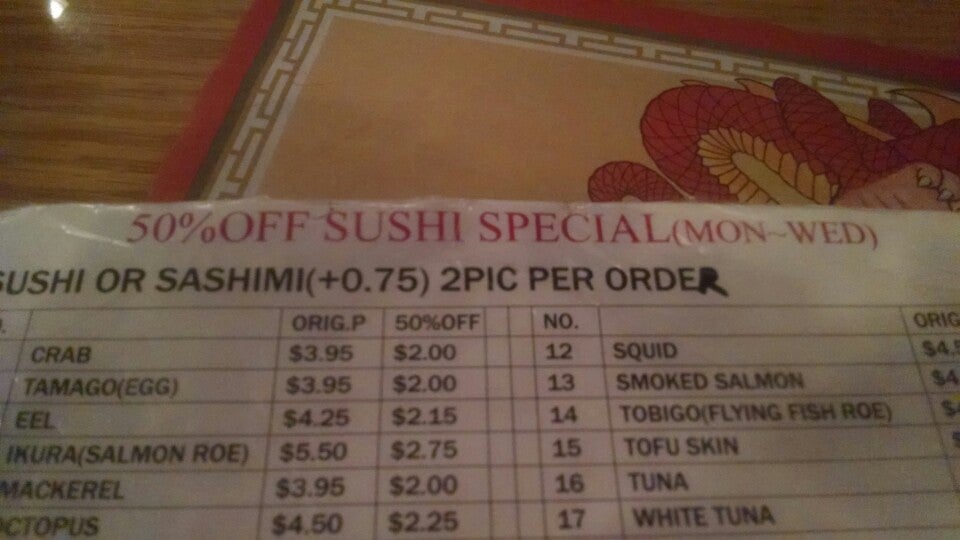 50%OFF SUSHI SPECIAL(MON~WED)
SUSHI OR SASHIMI(+0.75) 2PIC PER ORDER
ORIG.P 50%OFF NO.
CRAB $3.95 $2.00 12 SQUID
TAMAGO(EGG) $3.95 $2.00 13 SMOKED SALMON
EEL $4.25 $2.15 14 TOBIGO(FLYING FISH ROE)
IKURA(SALMON ROE) $5.50 $2.75 15 TOFU SKIN
MACKEREL $3.95 $2.00 16 TUNA
OCTOPUS $4.50 $2.25 17 WHITE TUNA